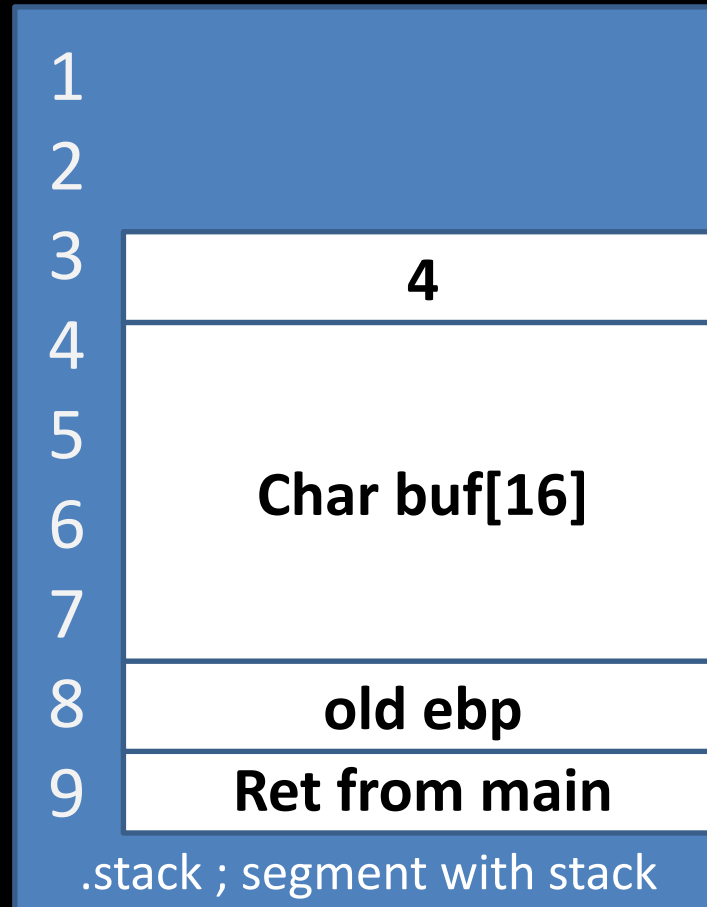 1
2
3 4
4
5
6 Char buf[16]
7
8 old ebp
9 Ret from main
.stack ; segment with stack